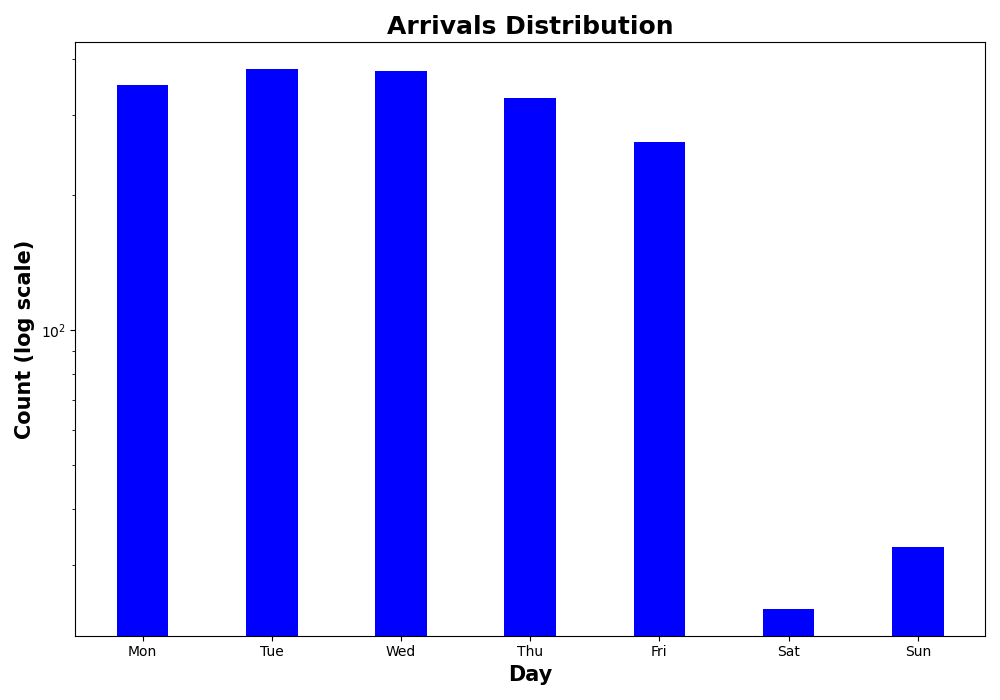 Arrivals Distribution
Count (log scale)
10²
Mon Tue Wed Thu Fri Sat Sun
Day